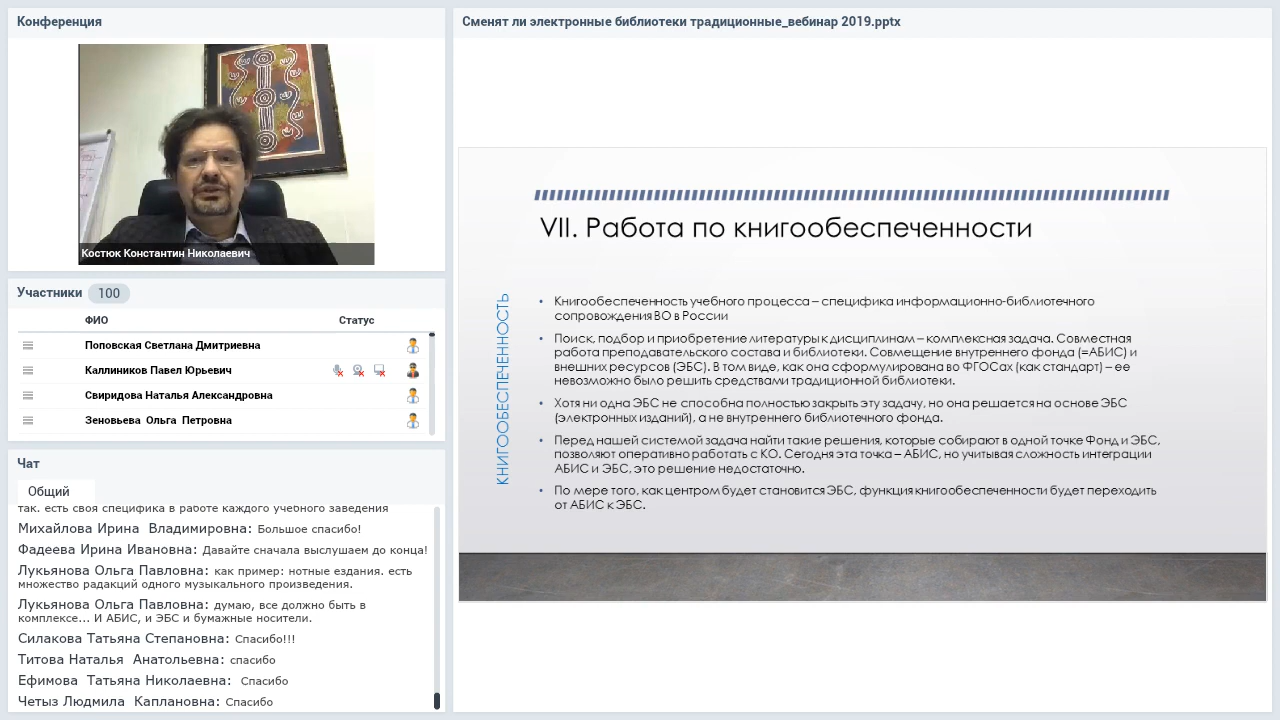 Конференция
Костюк Константин Николаевич
Участники 100
ФИО Статус
Поповская Светлана Дмитриевна
Каллиников Павел Юрьевич
Свиридова Наталья Александровна
Зеновьева Ольга Петровна
Чат
Общий
так. есть своя специфика в работе каждого учебного заведения
Михайлова Ирина Владимировна: Большое спасибо!
Фадеева Ирина Ивановна: Давайте сначала выслушаем до конца!
Лукьянова Ольга Павловна: как пример: нотные ездания. есть
множество радакций одного музыкального произведения.
Лукьянова Ольга Павловна: думаю, все должно быть в
комплексе... И АБИС, и ЭБС и бумажные носители.
Силакова Татьяна Степановна: Спасибо!!!
Титова Наталья Анатольевна: спасибо
Ефимова Татьяна Николаевна: Спасибо
Четыз Людмила Каплановна: Спасибо
Сменят ли электронные библиотеки традиционные_вебинар 2019.pptx
VII. Работа по книгообеспеченности
КНИГООБЕСПЕЧЕННОСТЬ
• Книгообеспеченность учебного процесса – специфика информационно-библиотечного
сопровождения ВО в России
• Поиск, подбор и приобретение литературы к дисциплинам – комплексная задача. Совместная
работа преподавательского состава и библиотеки. Совмещение внутреннего фонда (=АБИС) и
внешних ресурсов (ЭБС). В том виде, как она сформулирована во ФГОСах (как стандарт) – ее
невозможно было решить средствами традиционной библиотеки.
• Хотя ни одна ЭБС не способна полностью закрыть эту задачу, но она решается на основе ЭБС
(электронных изданий), а не внутреннего библиотечного фонда.
• Перед нашей системой задача найти такие решения, которые собирают в одной точке Фонд и ЭБС,
позволяют оперативно работать с КО. Сегодня эта точка – АБИС, но учитывая сложность интеграции
АБИС и ЭБС, это решение недостаточно.
• По мере того, как центром будет становится ЭБС, функция книгообеспеченности будет переходить
от АБИС к ЭБС.